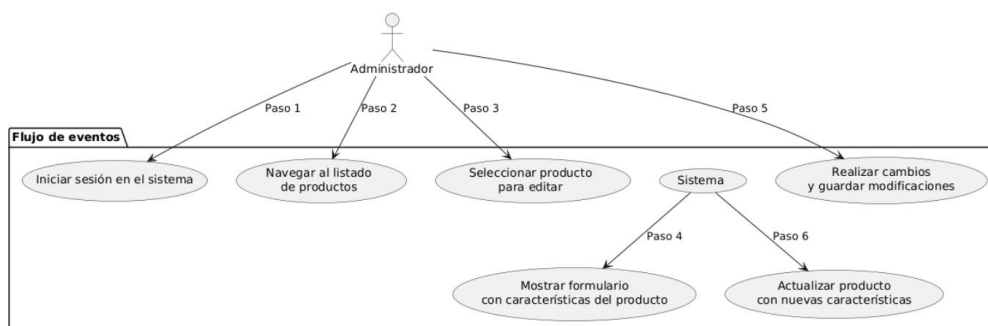 Administrador
Paso 1
Paso 2
Paso 3
Paso 5
Flujo de eventos
Iniciar sesión en el sistema
Navegar al listado
de productos
Seleccionar producto
para editar
Sistema
Realizar cambios
y guardar modificaciones
Paso 4
Paso 6
Mostrar formulario
con características del producto
Actualizar producto
con nuevas características